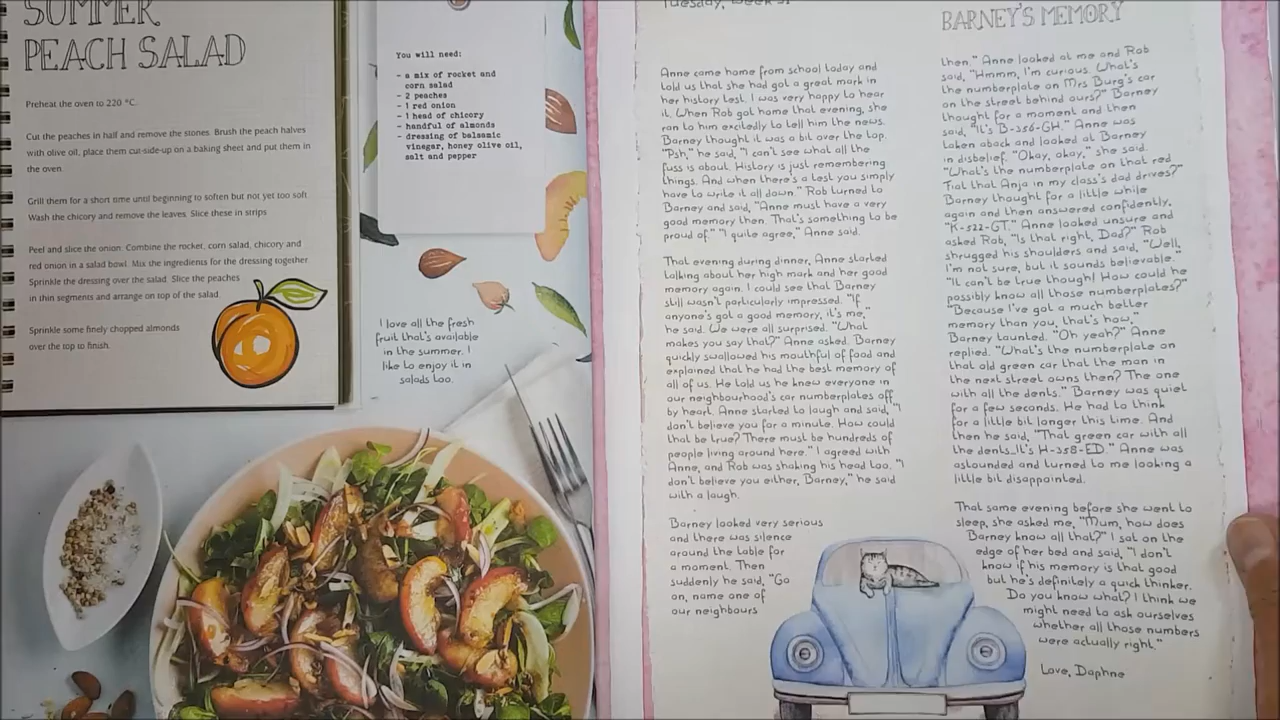 SUMMER
PEACH SALAD
Preheat the oven to 220 °C.
Cut the peaches in half and remove the stones. Brush the peach halves
with olive oil, place them cut-side-up on a baking sheet and put them in
the oven.
Grill them for a short time until beginning to soften but not yet too soft.
Wash the chicory and remove the leaves. Slice these in strips
Peel and slice the onion. Combine the rocket, corn salad, chicory and
red onion in a salad bowl. Mix the ingredients for the dressing together
Sprinkle the dressing over the salad. Slice the peaches
in thin segments and arrange on top of the salad.
Sprinkle some finely chopped almonds
over the top to finish.
You will need:
- a mix of rocket and
corn salad
- 2 peaches
- 1 red onion
- 1 head of chicory
- handful of almonds
- dressing of balsamic
vinegar, honey olive oil,
salt and pepper
I love all the fresh
fruit that's available
in the summer. I
like to enjoy it in
salads too.
Tuesday, week
Anne came home from school today and
told us that she had got a great mark in
her history test. I was very happy to hear
it. When Rob got home that evening, she
ran to him excitedly to tell him the news.
Barney thought it was a bit over the top.
"Psh," he said, "I can't see what all the
fuss is about. History is just remembering
things. And when there's a test you simply
have to write it all down." Rob turned to
Barney and said, "Anne must have a very
good memory then. That's something to be
proud of." "I quite agree," Anne said.
That evening during dinner, Anne started
talking about her high mark and her good
memory again. I could see that Barney
still wasn't particularly impressed. "If
anyone's got a good memory, it's me,"
he said. We were all surprised. "What
makes you say that?" Anne asked. Barney
quickly swallowed his mouthful of food and
explained that he had the best memory of
all of us. He told us he knew everyone in
our neighbourhood's car numberplates off
by heart. Anne started to laugh and said, "I
don't believe you for a minute. How could
that be true? There must be hundreds of
people living around here." I agreed with
Anne, and Rob was shaking his head too. "I
don't believe you either, Barney," he said
with a laugh.
Barney looked very serious
and there was silence
around the table for
a moment. Then
suddenly he said, "Go
on, name one of
our neighbours
BARNEY'S MEMORY
then." Anne looked at me and Rob
said, "Hmmm, I'm curious. What's
the numberplate on Mrs Burg's car
on the street behind ours?" Barney
thought for a moment and then
said, "It's B-356-GH." Anne was
taken aback and looked at Barney
in disbelief. "Okay, okay," she said.
"What's the numberplate on that red
Fiat that Anja in my class's dad drives?"
Barney thought for a little while
again and then answered confidently,
"K-522-GT." Anne looked unsure and
asked Rob, "Is that right, Dad?" Rob
shrugged his shoulders and said, "Well,
I'm not sure, but it sounds believable."
"It can't be true though! How could he
possibly know all those numberplates?"
"Because I've got a much better
memory than you, that's how,"
Barney taunted. "Oh yeah?" Anne
replied. "What's the numberplate on
that old green car that the man in
the next street owns then? The one
with all the dents." Barney was quiet
for a few seconds. He had to think
for a little bit longer this time. And
then he said, "That green car with all
the dents...It's H-358-ED." Anne was
astounded and turned to me looking a
little bit disappointed.
That same evening before she went to
sleep, she asked me, "Mum, how does
Barney know all that?" I sat on the
edge of her bed and said, "I don't
know if his memory is that good
but he's definitely a quick thinker.
Do you know what? I think we
might need to ask ourselves
whether all those numbers
were actually right."
Love, Daphne